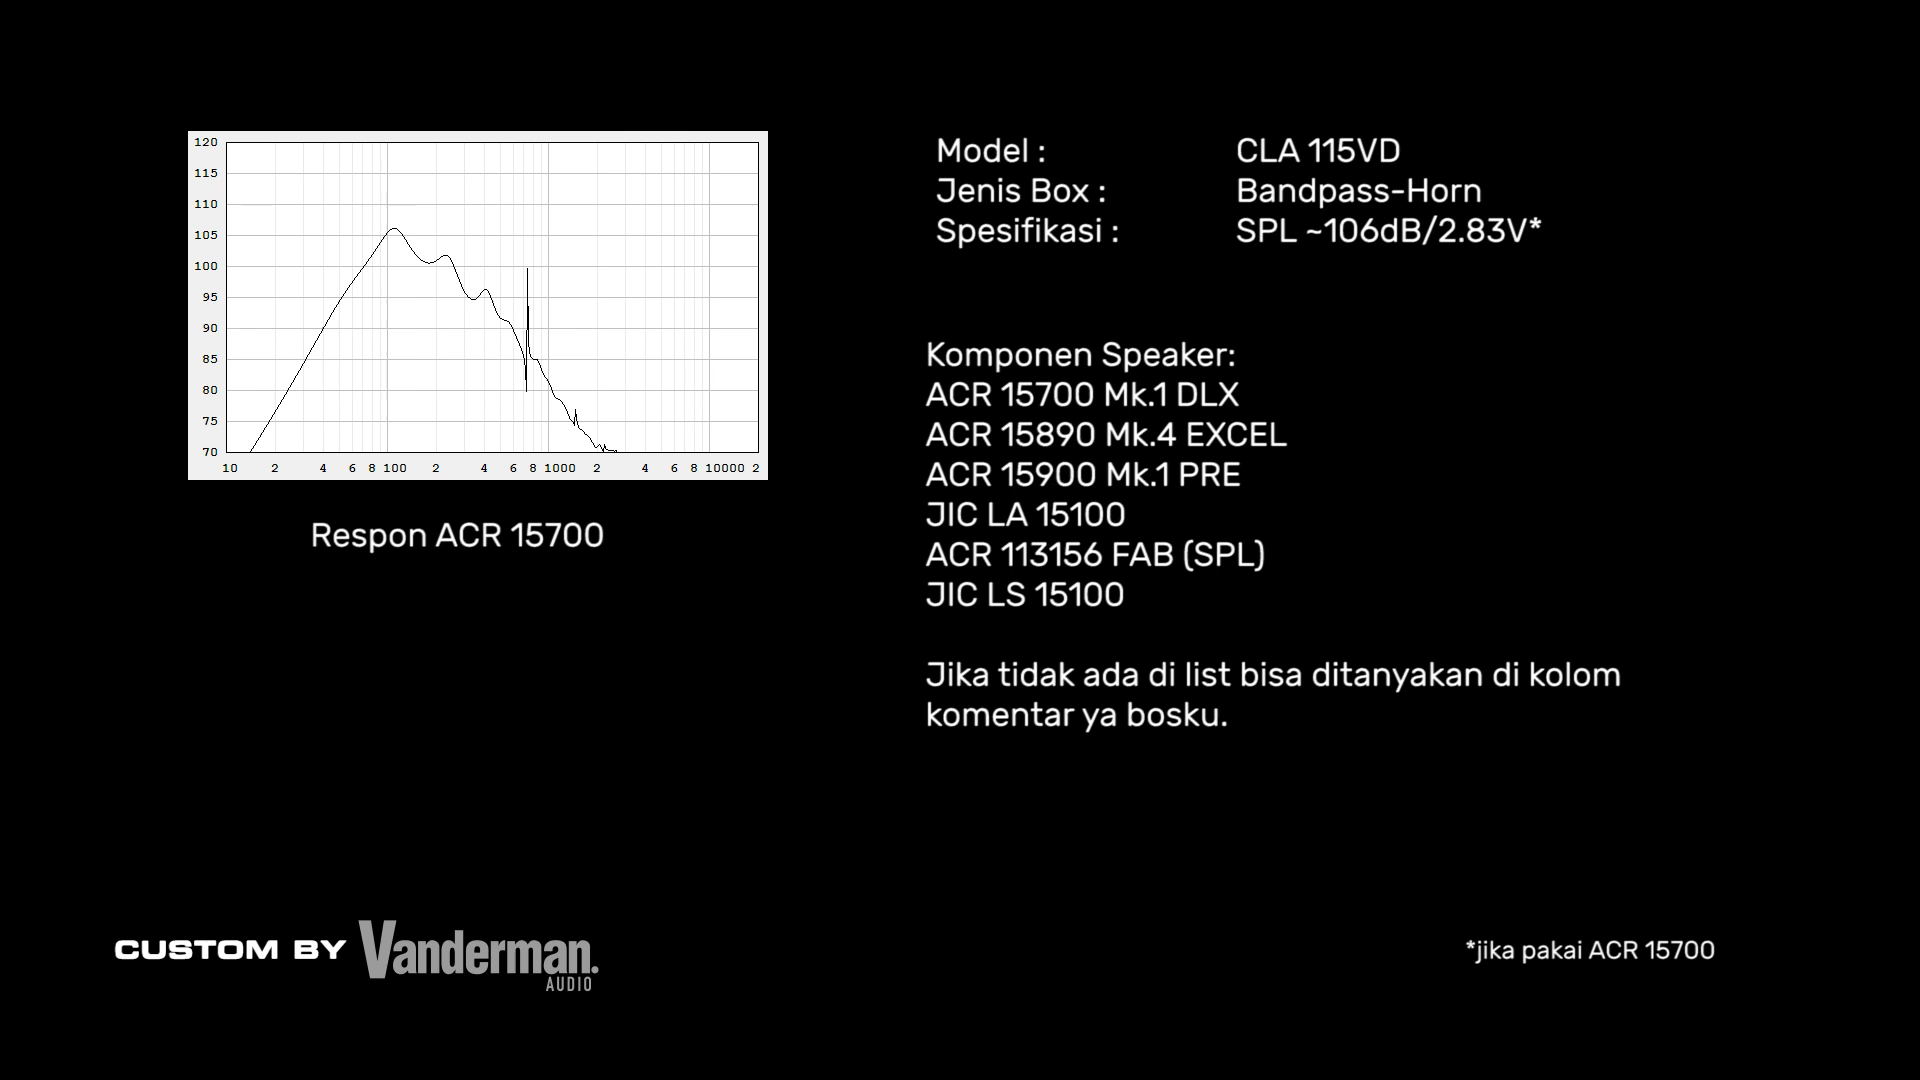 120
115
110
105
100
95
90
85
80
75
70
10 2 4 6 8 100 2 4 6 8 1000 2 4 6 8 10000 2
Respon ACR 15700
Model : CLA 115VD
Jenis Box : Bandpass-Horn
Spesifikasi : SPL ~106dB/2.83V*
Komponen Speaker:
ACR 15700 Mk.1 DLX
ACR 15890 Mk.4 EXCEL
ACR 15900 Mk.1 PRE
JIC LA 15100
ACR 113156 FAB (SPL)
JIC LS 15100
Jika tidak ada di list bisa ditanyakan di kolom
komentar ya bosku.
CUSTOM BY Vanderman.
AUDIO
*jika pakai ACR 15700